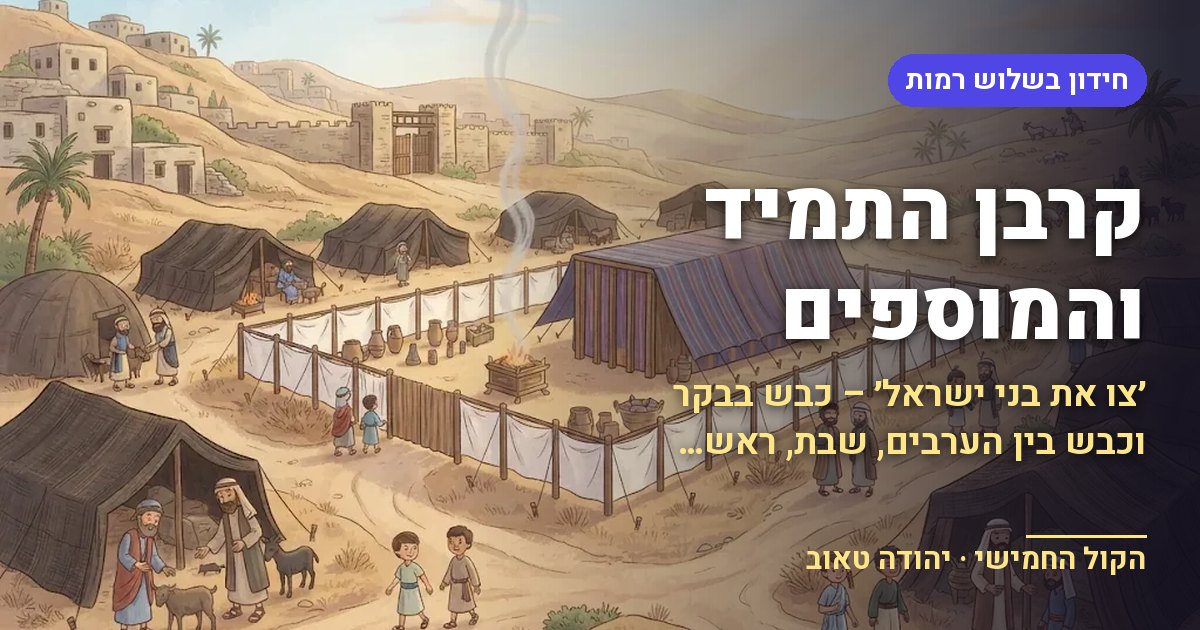 חידון בשלוש רמות
קרבן התמיד
והמוספים
'צו את בני ישראל' – כבש בבקר
וכבש בין הערבים, שבת, ראש...
הקול החמישי · יהודה טאוב